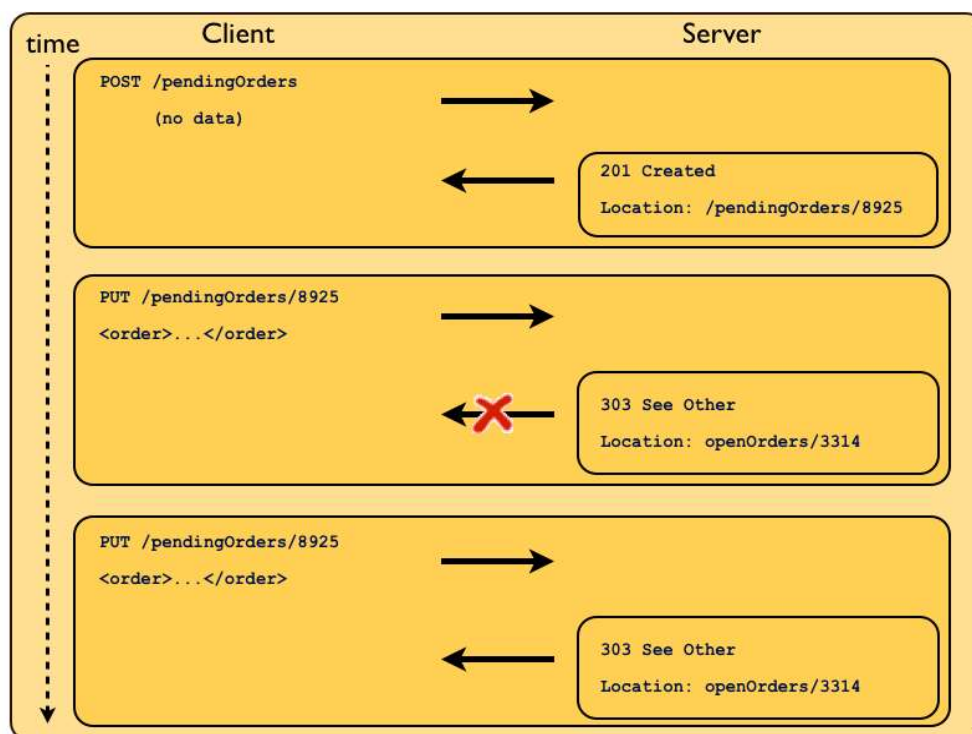 time
Client
Server
POST /pendingOrders
(no data)
201 Created
Location: /pendingOrders/8925
PUT /pendingOrders/8925
<order>...</order>
303 See Other
Location: openOrders/3314
PUT /pendingOrders/8925
<order>...</order>
303 See Other
Location: openOrders/3314